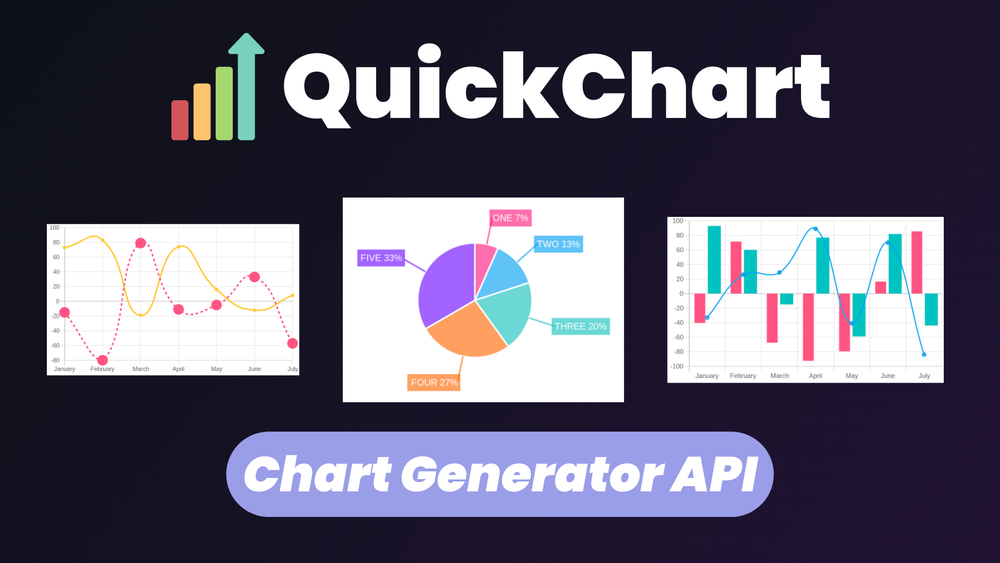 QuickChart
100
80
60
40
20
0
-20
-40
-60
-80
January February March April May June July
ONE 7%
TWO 13%
FIVE 33%
THREE 20%
FOUR 27%
100
80
60
40
20
0
-20
-40
-60
-80
-100
January February March April May June July
Chart Generator API